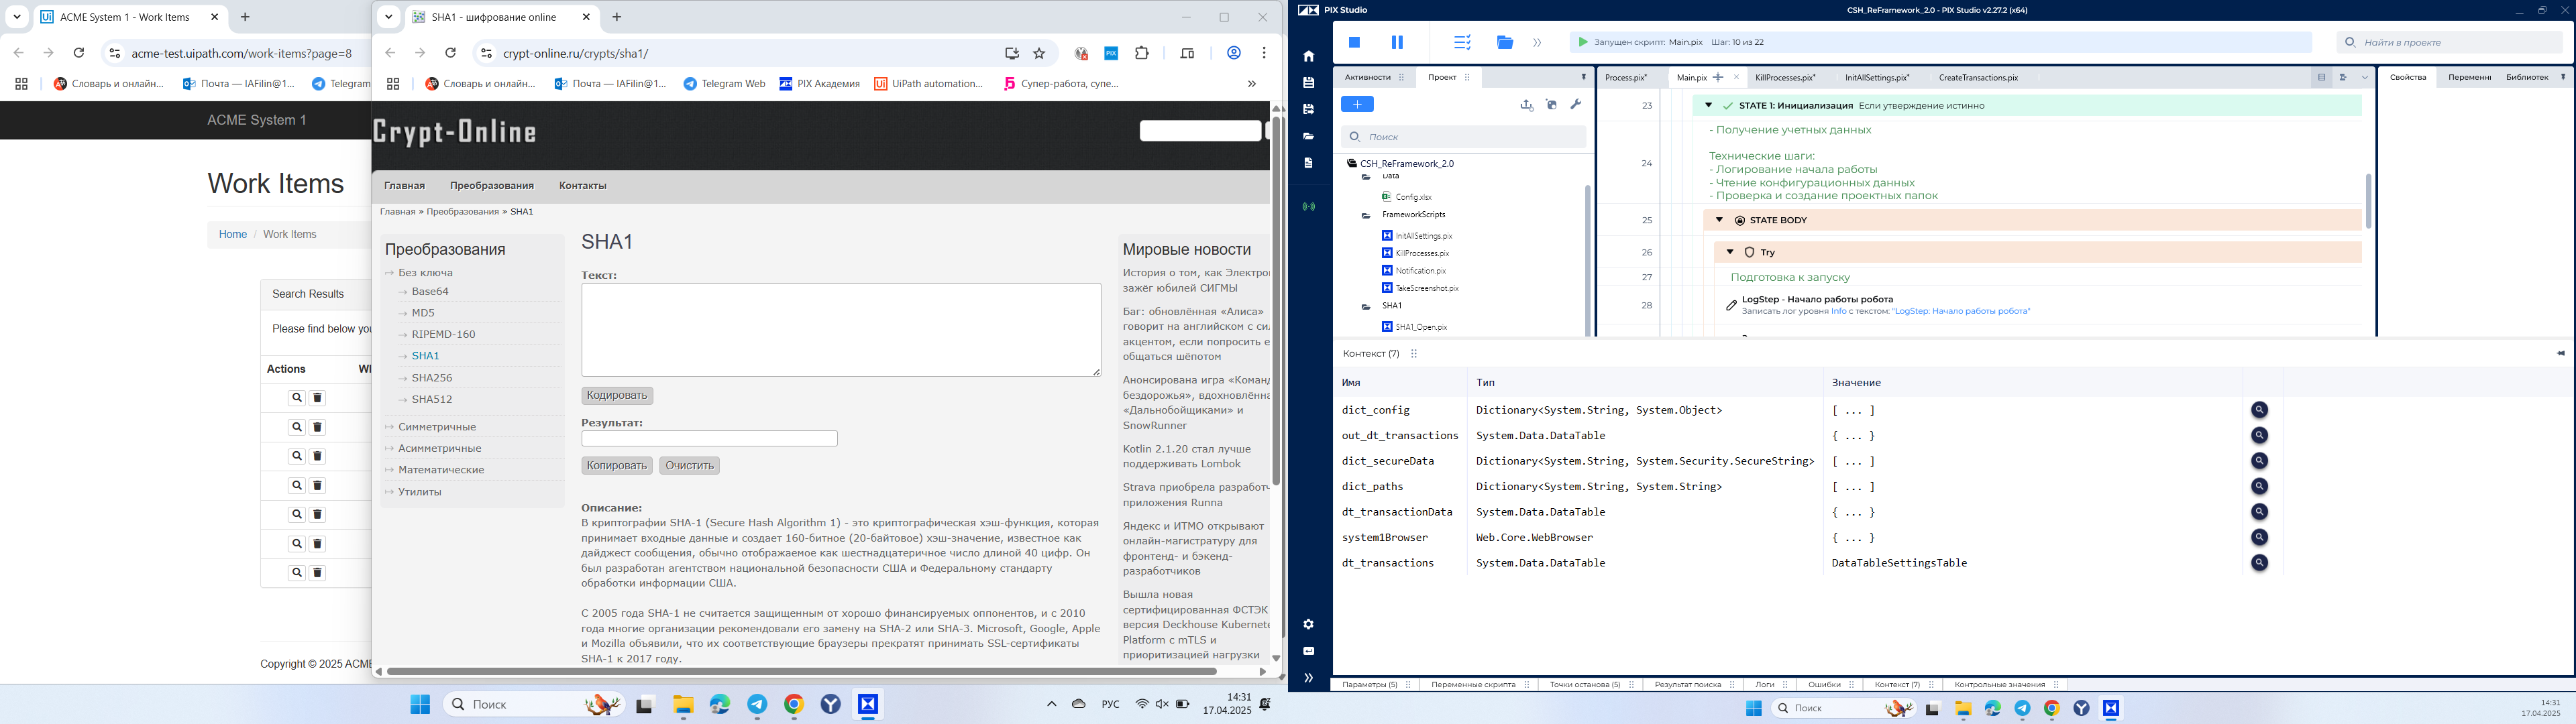 ACME System 1 - Work Items
acme-test.uipath.com/work-items?page=8
Словарь и онлайн...
Почта — IAFilin@1...
Telegram
ACME System 1
Work Items
Home / Work Items
Search Results
Please find below you
Actions
WI
Copyright © 2025 ACME
SHA1 - шифрование online
crypt-online.ru/crypts/sha1/
Словарь и онлайн...
Почта — IAFilin@1...
Telegram Web
PIX Академия
UiPath automation...
Супер-работа, супе...
Crypt-Online
Главная
Преобразования
Контакты
Главная » Преобразования » SHA1
Преобразования
Без ключа
Base64
MD5
RIPEMD-160
SHA1
SHA256
SHA512
Симметричные
Асимметричные
Математические
Утилиты
SHA1
Текст:
Кодировать
Результат:
Копировать
Очистить
Описание:
В криптографии SHA-1 (Secure Hash Algorithm 1) - это криптографическая хэш-функция, которая
принимает входные данные и создает 160-битное (20-байтовое) хэш-значение, известное как
дайджест сообщения, обычно отображаемое как шестнадцатеричное число длиной 40 цифр. Он
был разработан агентством национальной безопасности США и Федеральному стандарту
обработки информации США.
С 2005 года SHA-1 не считается защищенным от хорошо финансируемых оппонентов, и с 2010
года многие организации рекомендовали его замену на SHA-2 или SHA-3. Microsoft, Google, Apple
и Mozilla объявили, что их соответствующие браузеры прекратят принимать SSL-сертификаты
SHA-1 к 2017 году.
Мировые новости
История о том, как Электро
зажёг юбилей СИГМЫ
Баг: обновлённая «Алиса»
говорит на английском с си
акцентом, если попросить е
общаться шёпотом
Анонсирована игра «Команд
бездорожья», вдохновлённа
«Дальнобойщиками» и
SnowRunner
Kotlin 2.1.20 стал лучше
поддерживать Lombok
Strava приобрела разработч
приложения Runna
Яндекс и ИТМО открывают
онлайн-магистратуру для
фронтенд- и бэкенд-
разработчиков
Вышла новая
сертифицированная ФСТЭК
версия Deckhouse Kubernete
Platform с mTLS и
приоритизацией нагрузки
Поиск
РУС
14:31
17.04.2025
PIX Studio
CSH_ReFramework_2.0 - PIX Studio v2.27.2 (x64)
Запущен скрипт: Main.pix Шаг: 10 из 22
Найти в проекте
Активности
Проект
Поиск
CSH_ReFramework_2.0
Data
Config.xlsx
FrameworkScripts
InitAllSettings.pix
KillProcesses.pix
Notification.pix
TakeScreenshot.pix
SHA1
SHA1_Open.pix
Process.pix*
Main.pix
KillProcesses.pix*
InitAllSettings.pix*
CreateTransactions.pix
23 STATE 1: Инициализация Если утверждение истинно
- Получение учетных данных
24 Технические шаги:
- Логирование начала работы
- Чтение конфигурационных данных
- Проверка и создание проектных папок
25 STATE BODY
26 Try
27 Подготовка к запуску
28 LogStep - Начало работы робота
Записать лог уровня Info с текстом: "LogStep: Начало работы робота"
Свойства
Переменны
Библиотек
Контекст (7)
Имя Тип Значение
dict_config Dictionary<System.String, System.Object> [ ... ]
out_dt_transactions System.Data.DataTable { ... }
dict_secureData Dictionary<System.String, System.Security.SecureString> [ ... ]
dict_paths Dictionary<System.String, System.String> [ ... ]
dt_transactionData System.Data.DataTable { ... }
system1Browser Web.Core.WebBrowser { ... }
dt_transactions System.Data.DataTable DataTableSettingsTable
Параметры (5)
Переменные скрипта
Точки останова (5)
Результат поиска
Логи
Ошибки
Контекст (7)
Контрольные значения
Поиск
14:31
17.04.2025